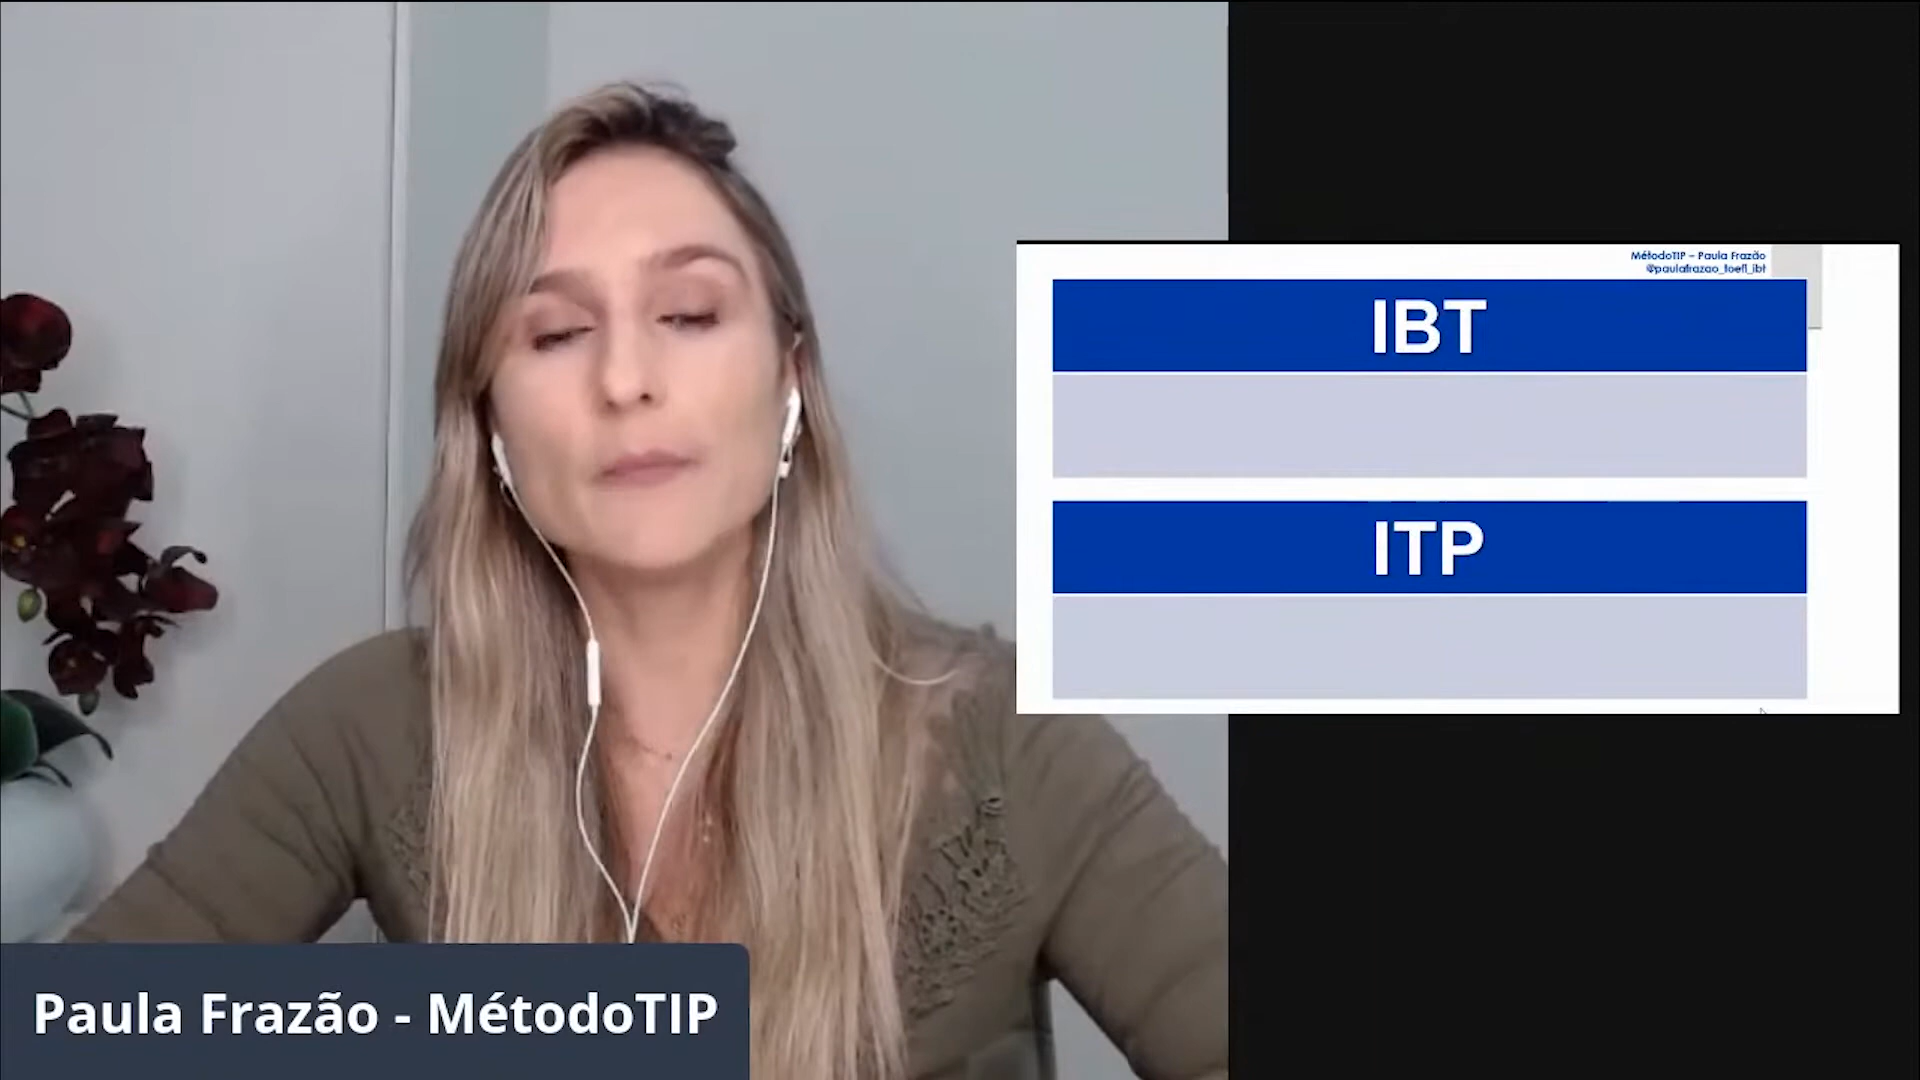 MétodoTIP – Paula Frazão
@paulafrazao_toefl_ibt
IBT
ITP
Paula Frazão - MétodoTIP